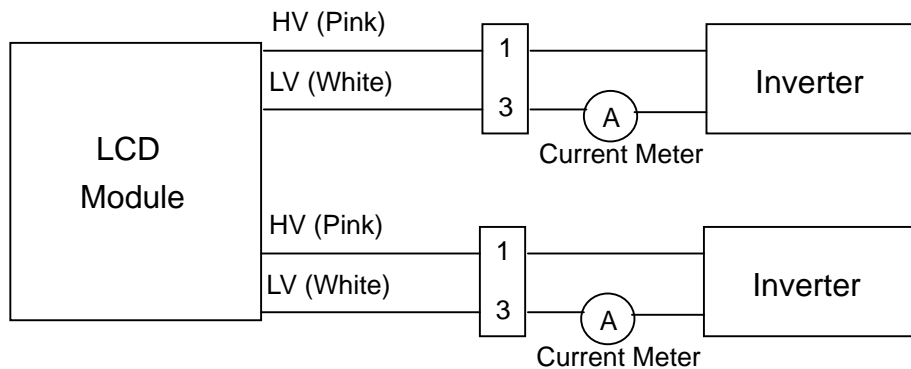 HV (Pink)
1
LV (White)
3
A
Current Meter
Inverter
LCD
Module
HV (Pink)
1
LV (White)
3
A
Current Meter
Inverter